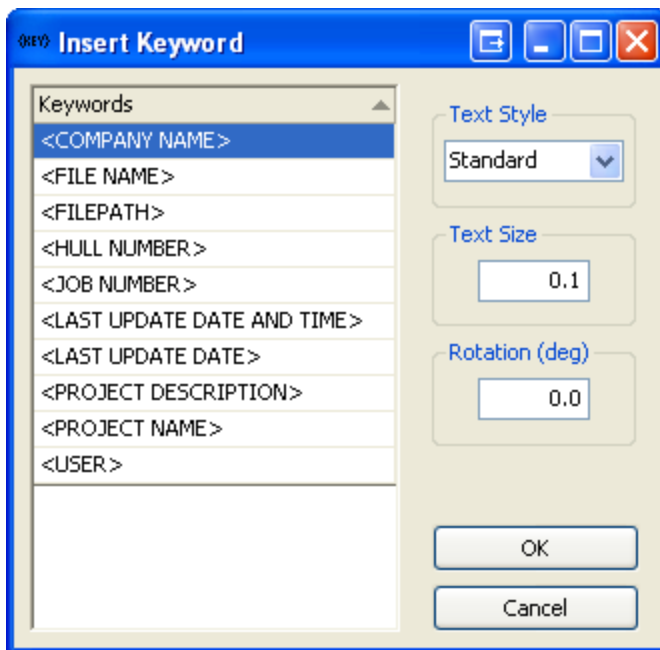 {KEY} Insert Keyword
Keywords
<COMPANY NAME>
<FILE NAME>
<FILEPATH>
<HULL NUMBER>
<JOB NUMBER>
<LAST UPDATE DATE AND TIME>
<LAST UPDATE DATE>
<PROJECT DESCRIPTION>
<PROJECT NAME>
<USER>
Text Style
Standard
Text Size
0.1
Rotation (deg)
0.0
OK
Cancel